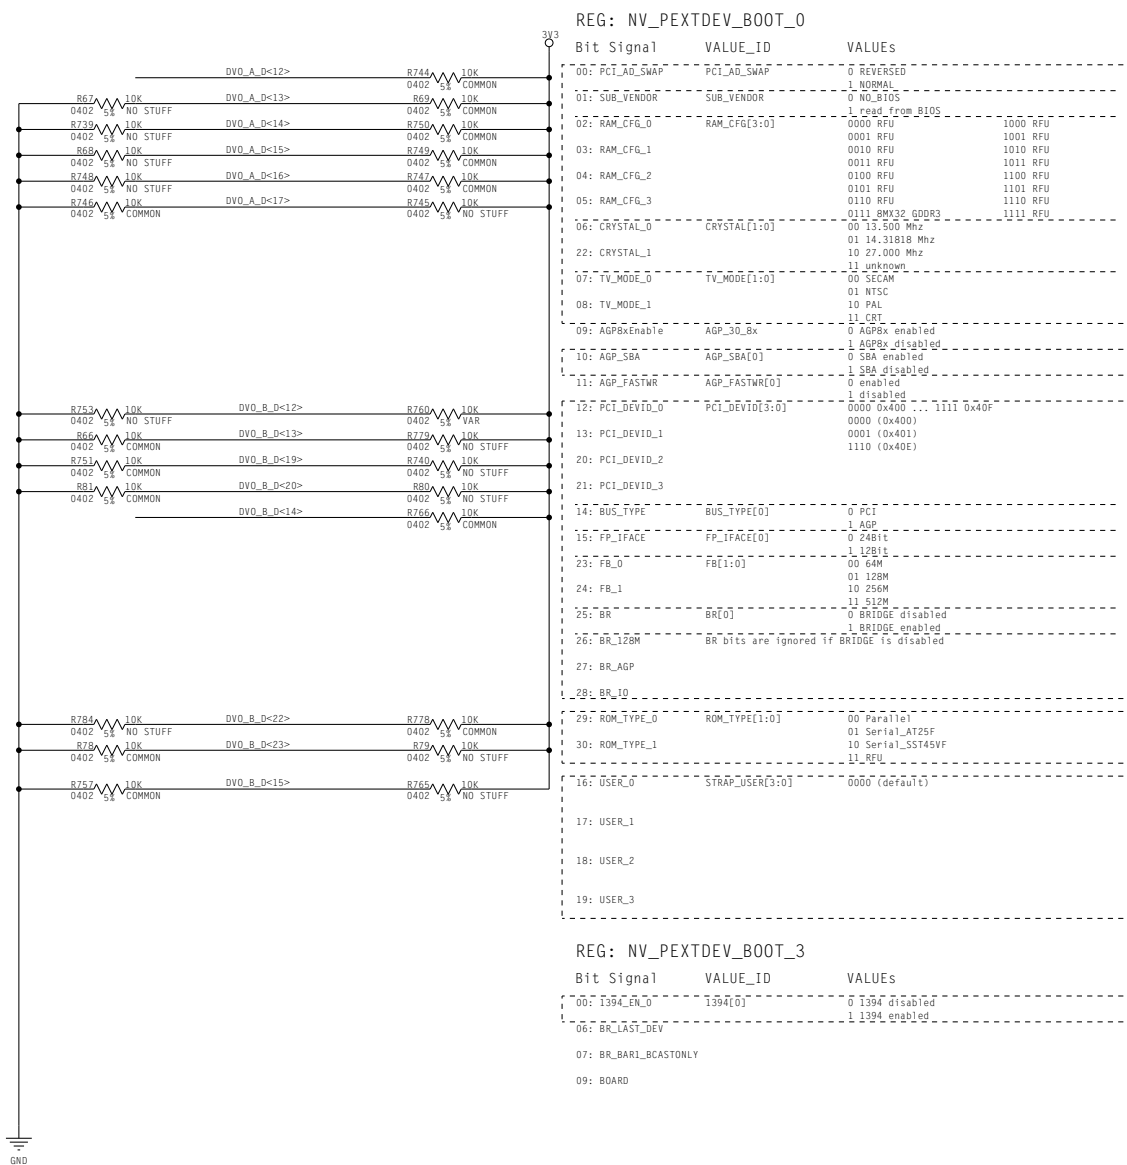 REG: NV_PEXTDEV_BOOT_0
3V3
Bit Signal VALUE_ID VALUEs
DVO_A_D<12> R744 10K 00: PCI_AD_SWAP PCI_AD_SWAP 0 REVERSED
0402 5% COMMON 1 NORMAL
R67 10K DVO_A_D<13> R69 10K 01: SUB_VENDOR SUB_VENDOR 0 NO_BIOS
0402 5% NO STUFF 0402 5% COMMON 1 read from BIOS
R739 10K DVO_A_D<14> R750 10K 02: RAM_CFG_0 RAM_CFG[3:0] 0000 RFU 1000 RFU
0402 5% NO STUFF 0402 5% COMMON 0001 RFU 1001 RFU
R68 10K DVO_A_D<15> R749 10K 03: RAM_CFG_1 0010 RFU 1010 RFU
0402 5% NO STUFF 0402 5% COMMON 0011 RFU 1011 RFU
R748 10K DVO_A_D<16> R747 10K 04: RAM_CFG_2 0100 RFU 1100 RFU
0402 5% NO STUFF 0402 5% COMMON 0101 RFU 1101 RFU
R746 10K DVO_A_D<17> R745 10K 05: RAM_CFG_3 0110 RFU 1110 RFU
0402 5% COMMON 0402 5% NO STUFF 0111 8MX32 GDDR3 1111 RFU
06: CRYSTAL_0 CRYSTAL[1:0] 00 13.500 Mhz
01 14.31818 Mhz
22: CRYSTAL_1 10 27.000 Mhz
11 unknown
07: TV_MODE_0 TV_MODE[1:0] 00 SECAM
01 NTSC
08: TV_MODE_1 10 PAL
11 CRT
09: AGP8xEnable AGP_30_8x 0 AGP8x enabled
1 AGP8x disabled
10: AGP_SBA AGP_SBA[0] 0 SBA enabled
1 SBA disabled
11: AGP_FASTWR AGP_FASTWR[0] 0 enabled
1 disabled
R753 10K DVO_B_D<12> R760 10K 12: PCI_DEVID_0 PCI_DEVID[3:0] 0000 0x400 ... 1111 0x40F
0402 5% NO STUFF 0402 5% VAR 0000 (0x400)
R66 10K DVO_B_D<13> R779 10K 13: PCI_DEVID_1 0001 (0x401)
0402 5% COMMON 0402 5% NO STUFF 1110 (0x40E)
R751 10K DVO_B_D<19> R740 10K 20: PCI_DEVID_2
0402 5% COMMON 0402 5% NO STUFF
R81 10K DVO_B_D<20> R80 10K 21: PCI_DEVID_3
0402 5% COMMON 0402 5% NO STUFF
DVO_B_D<14> R766 10K 14: BUS_TYPE BUS_TYPE[0] 0 PCI
0402 5% COMMON 1 AGP
15: FP_IFACE FP_IFACE[0] 0 24Bit
1 12Bit
23: FB_0 FB[1:0] 00 64M
01 128M
24: FB_1 10 256M
11 512M
25: BR BR[0] 0 BRIDGE disabled
1 BRIDGE enabled
26: BR_128M BR bits are ignored if BRIDGE is disabled
27: BR_AGP
28: BR_IO
R784 10K DVO_B_D<22> R778 10K 29: ROM_TYPE_0 ROM_TYPE[1:0] 00 Parallel
0402 5% NO STUFF 0402 5% COMMON 01 Serial_AT25F
R78 10K DVO_B_D<23> R79 10K 30: ROM_TYPE_1 10 Serial_SST45VF
0402 5% COMMON 0402 5% NO STUFF 11 RFU
R757 10K DVO_B_D<15> R765 10K 16: USER_0 STRAP_USER[3:0] 0000 (default)
0402 5% COMMON 0402 5% NO STUFF
17: USER_1
18: USER_2
19: USER_3
REG: NV_PEXTDEV_BOOT_3
Bit Signal VALUE_ID VALUEs
00: 1394_EN_0 1394[0] 0 1394 disabled
1 1394 enabled
06: BR_LAST_DEV
07: BR_BAR1_BCASTONLY
09: BOARD
GND